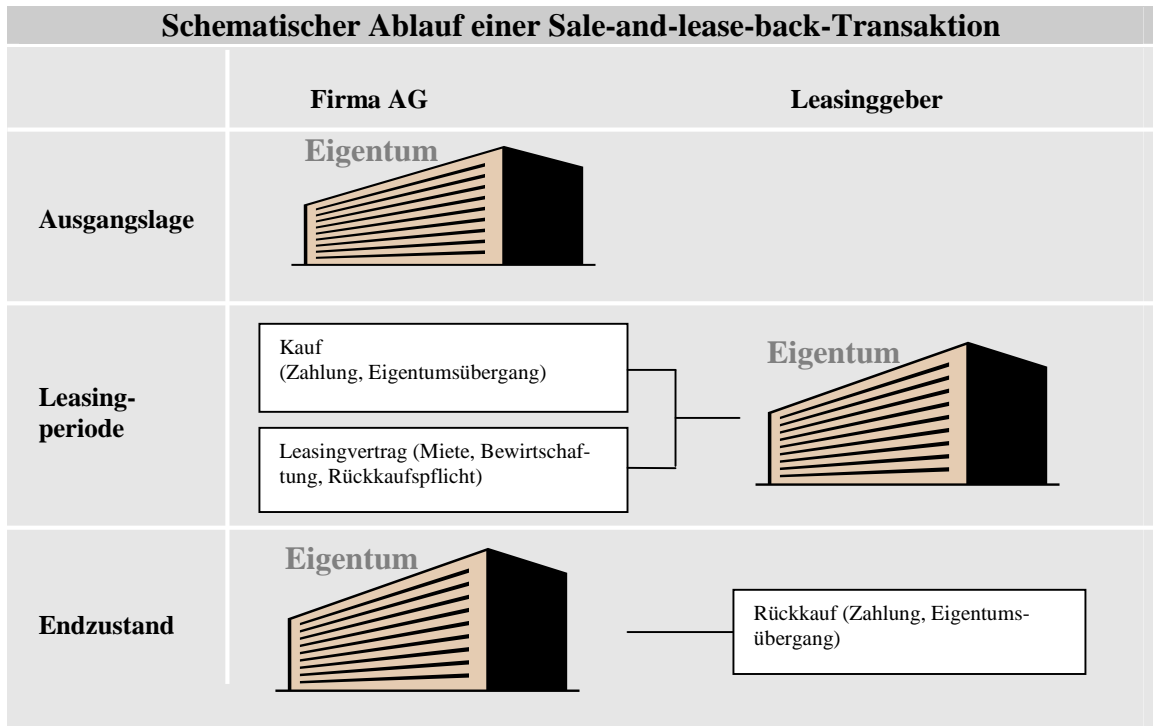 Schematischer Ablauf einer Sale-and-lease-back-Transaktion
Firma AG
Leasinggeber
Eigentum
Ausgangslage
Kauf
(Zahlung, Eigentumsübergang)
Eigentum
Leasing-
periode
Leasingvertrag (Miete, Bewirtschaf-
tung, Rückkaufspflicht)
Eigentum
Endzustand
Rückkauf (Zahlung, Eigentums-
übergang)